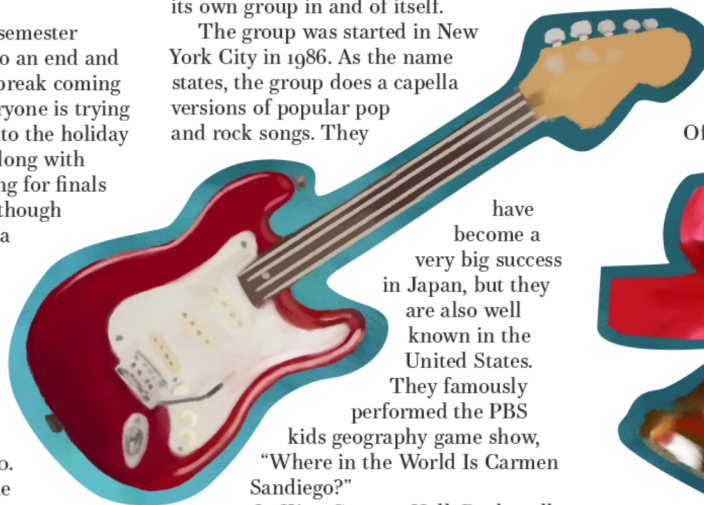 semester
o an end and
break coming
ryone is trying
to the holiday
long with
ng for finals
though
a
o.
e
its own group in and of itself.
The group was started in New
York City in 1986. As the name
states, the group does a capella
versions of popular pop
and rock songs. They
have
become a
very big success
in Japan, but they
are also well
known in the
United States.
They famously
performed the PBS
kids geography game show,
“Where in the World Is Carmen
Sandiego?”
Of